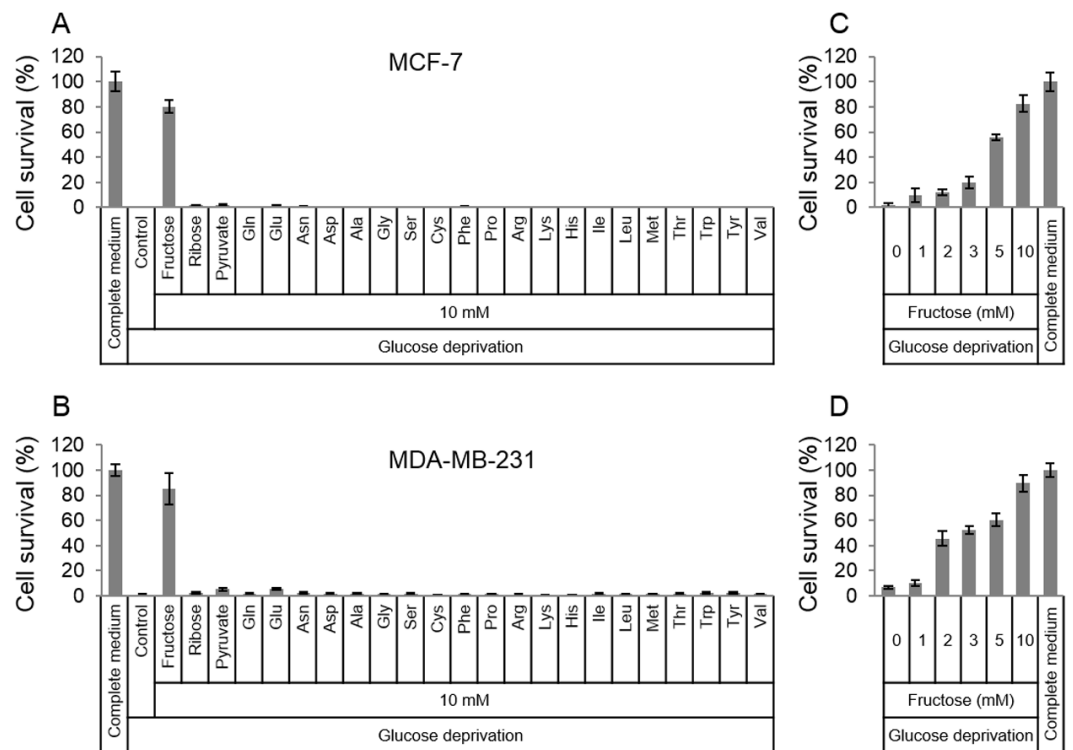 A
MCF-7
Cell survival (%)
120
100
80
60
40
20
0
Complete medium
Control
Fructose
Ribose
Pyruvate
Gln
Glu
Asn
Asp
Ala
Gly
Ser
Cys
Phe
Pro
Arg
Lys
His
Ile
Leu
Met
Thr
Trp
Tyr
Val
10 mM
Glucose deprivation
C
Cell survival (%)
120
100
80
60
40
20
0
0 1 2 3 5 10
Complete medium
Fructose (mM)
Glucose deprivation
B
MDA-MB-231
Cell survival (%)
120
100
80
60
40
20
0
Complete medium
Control
Fructose
Ribose
Pyruvate
Gln
Glu
Asn
Asp
Ala
Gly
Ser
Cys
Phe
Pro
Arg
Lys
His
Ile
Leu
Met
Thr
Trp
Tyr
Val
10 mM
Glucose deprivation
D
Cell survival (%)
120
100
80
60
40
20
0
0 1 2 3 5 10
Complete medium
Fructose (mM)
Glucose deprivation